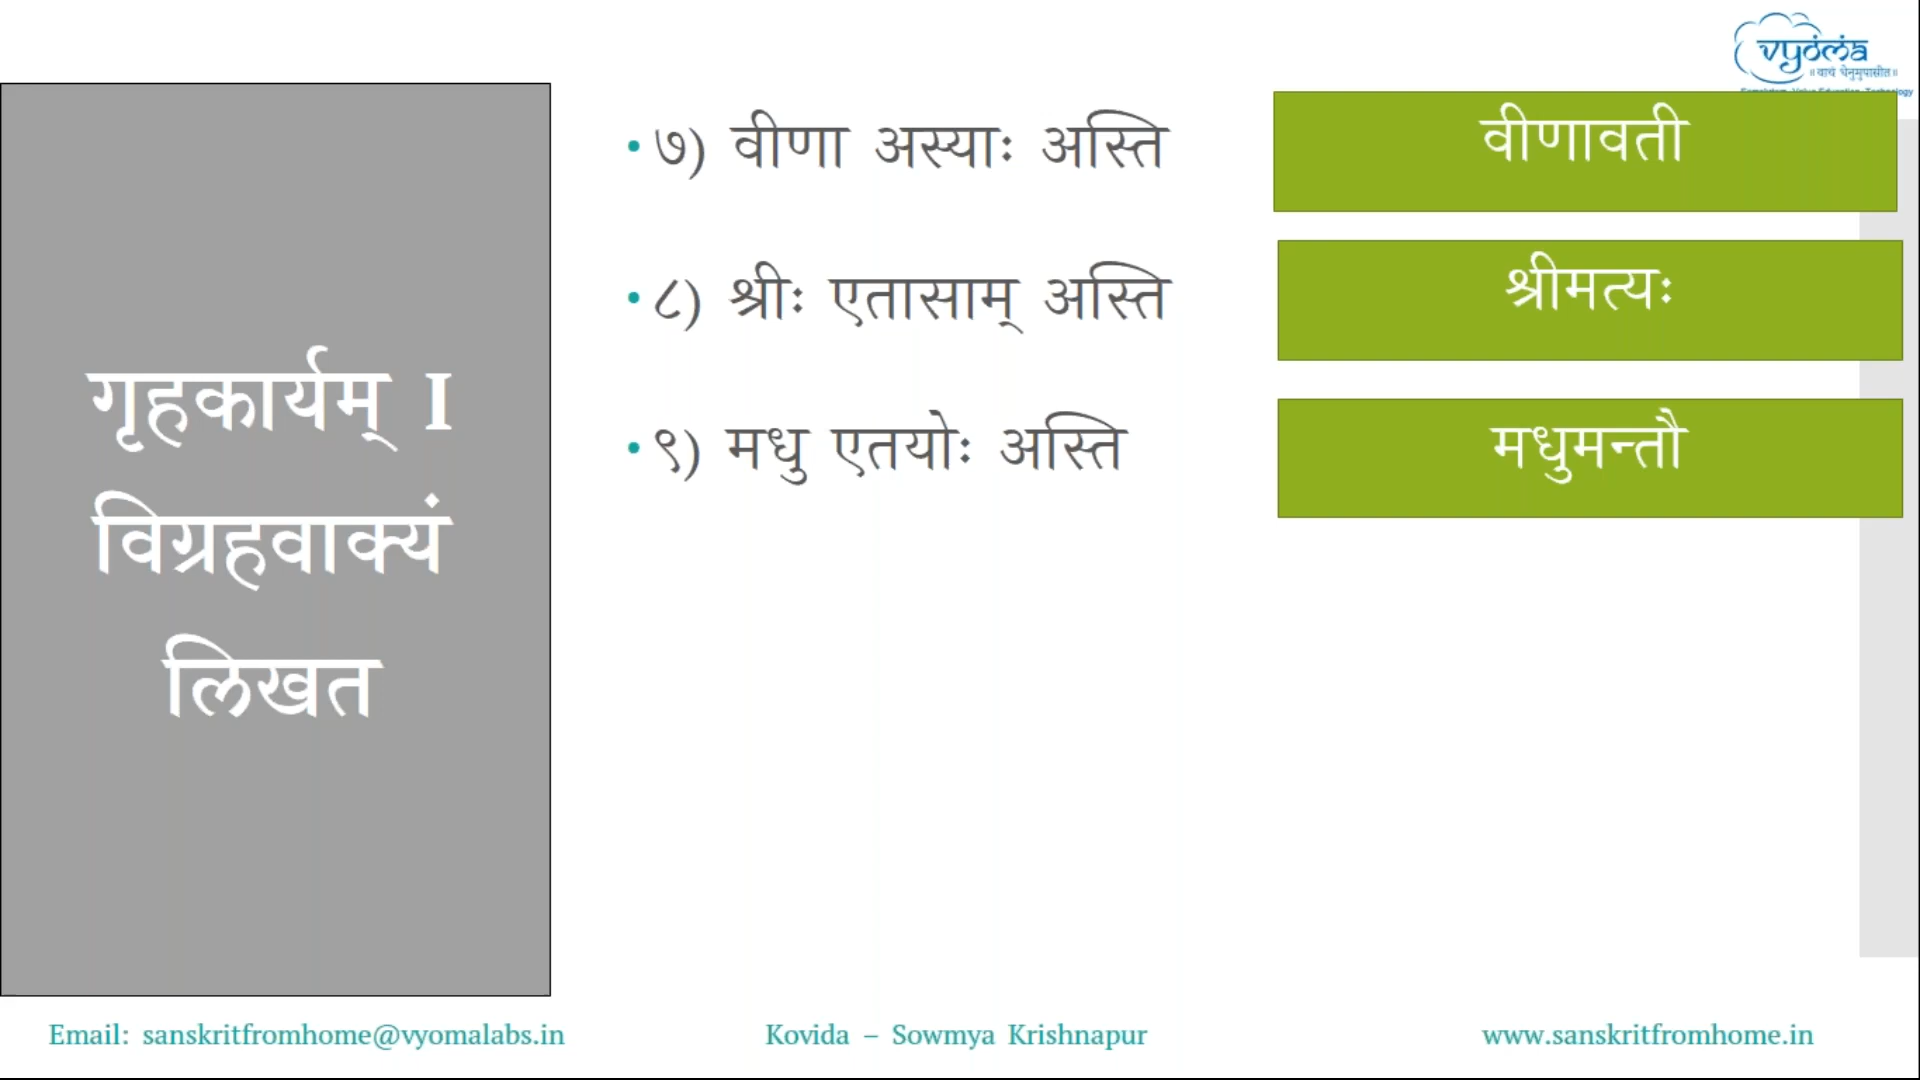 vyoma
॥ वाचं धेनुमुपासीत॥
गृहकार्यम् I
विग्रहवाक्यं
लिखत
• ७) वीणा अस्याः अस्ति
वीणावती
• ८) श्रीः एतासाम् अस्ति
श्रीमत्यः
• ९) मधु एतयोः अस्ति
मधुमन्तौ
Email: sanskritfromhome@vyomalabs.in
Kovida – Sowmya Krishnapur
www.sanskritfromhome.in